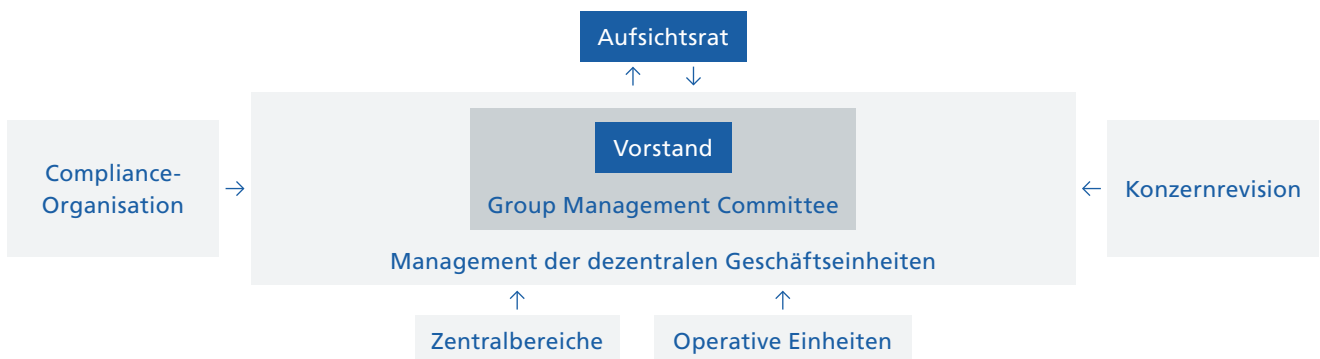 Aufsichtsrat
Vorstand
Compliance-
Organisation
Konzernrevision
Group Management Committee
Management der dezentralen Geschäftseinheiten
Zentralbereiche
Operative Einheiten